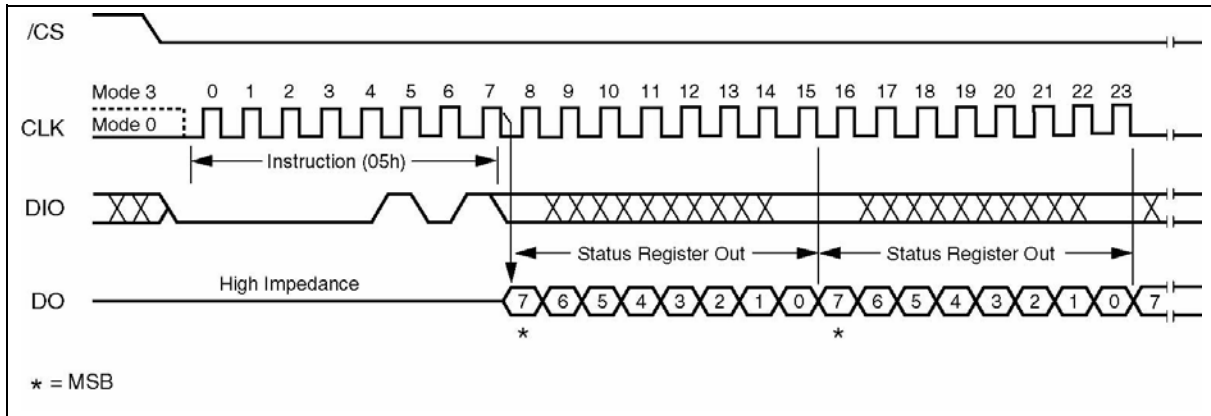 /CS
Mode 3 0 1 2 3 4 5 6 7 8 9 10 11 12 13 14 15 16 17 18 19 20 21 22 23
CLK Mode 0
Instruction (05h)
DIO
Status Register Out Status Register Out
High Impedance
DO 7 6 5 4 3 2 1 0 7 6 5 4 3 2 1 0 7
* *
* = MSB